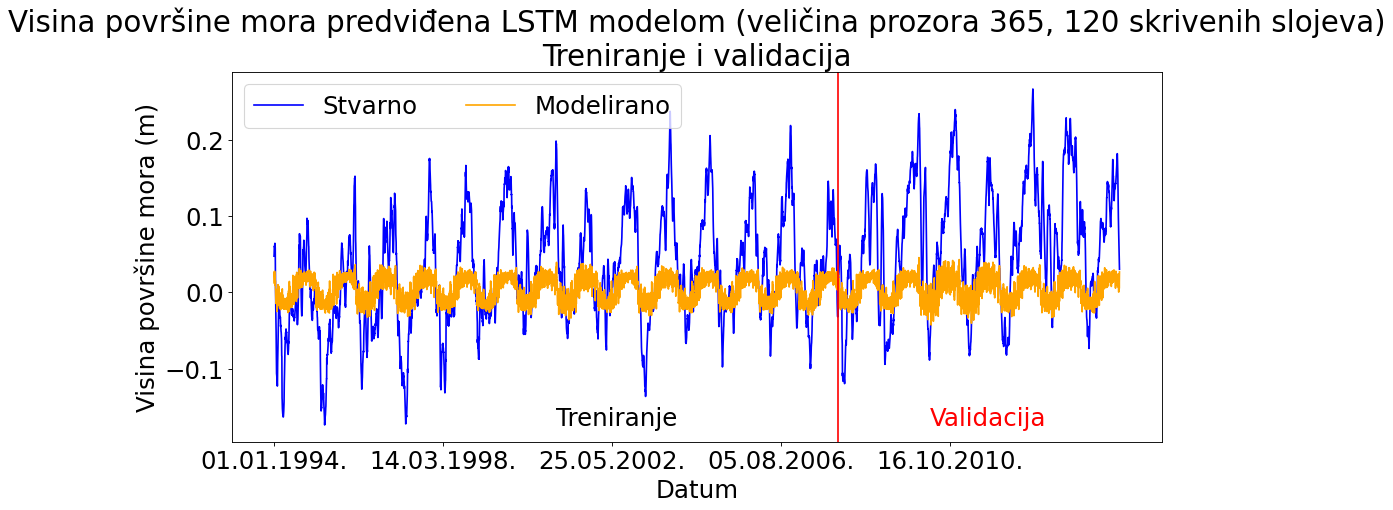 Visina površine mora predviđena LSTM modelom (veličina prozora 365, 120 skrivenih slojeva)
Treniranje i validacija
Stvarno
Modelirano
Visina površine mora (m)
0.2
0.1
0.0
−0.1
Treniranje
Validacija
01.01.1994.
14.03.1998.
25.05.2002.
05.08.2006.
16.10.2010.
Datum